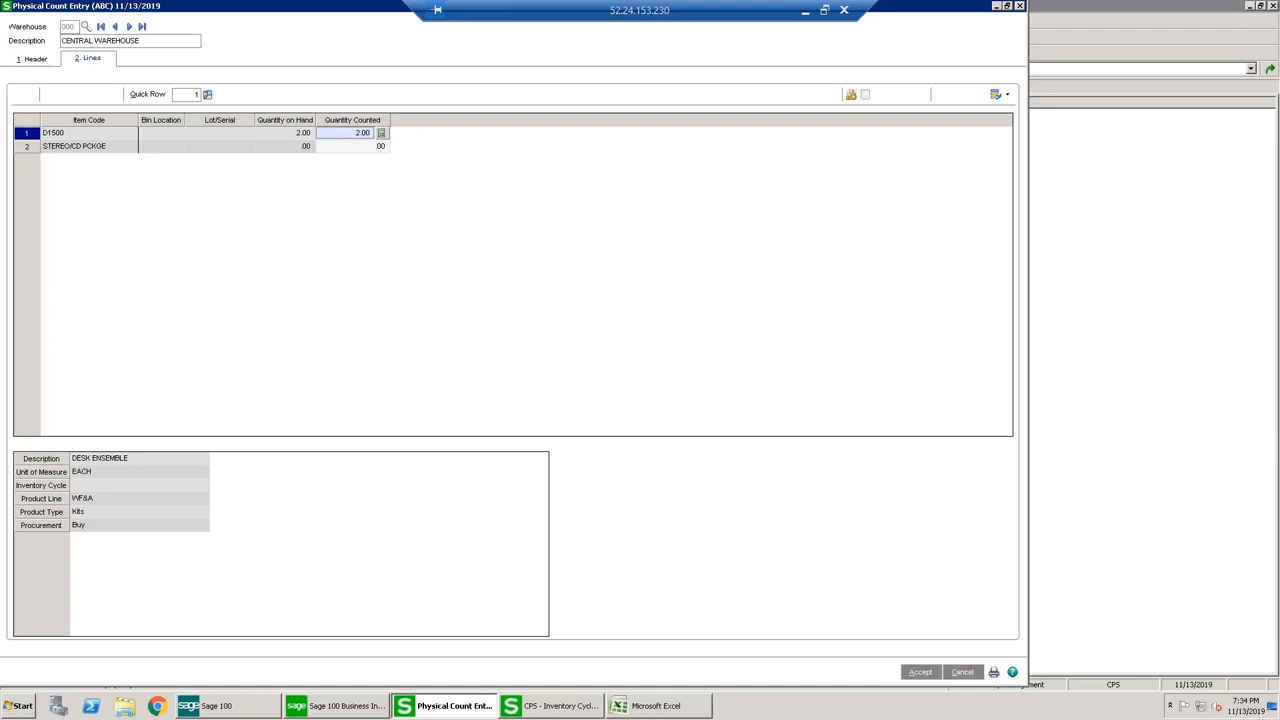 Physical Count Entry (ABC) 11/13/2019
52.24.153.230
Warehouse 000
Description CENTRAL WAREHOUSE
1. Header 2. Lines
Quick Row 1
Item Code Bin Location Lot/Serial Quantity on Hand Quantity Counted
1 D1500 2.00 2.00
2 STEREO/CD PCKGE .00 .00
Description DESK ENSEMBLE
Unit of Measure EACH
Inventory Cycle
Product Line WF&A
Product Type Kits
Procurement Buy
Accept Cancel
CPS 11/13/2019
Start Sage 100 Sage 100 Business In... Physical Count Ent... CPS - Inventory Cycl... Microsoft Excel
7:34 PM
11/13/2019